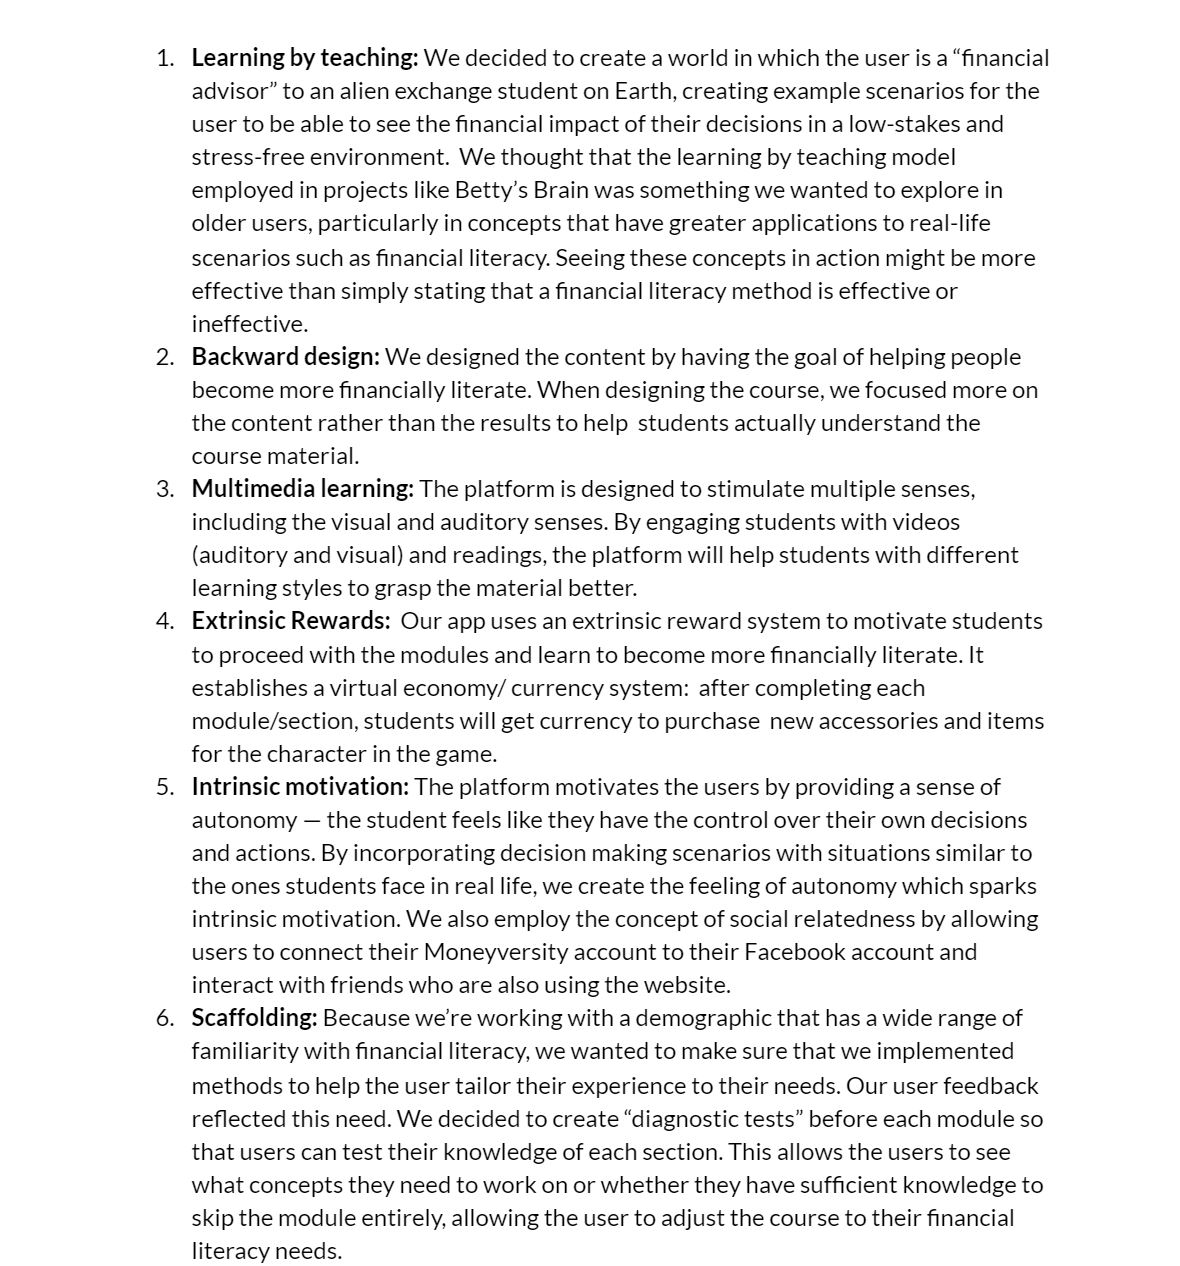 1. Learning by teaching: We decided to create a world in which the user is a “financial
advisor” to an alien exchange student on Earth, creating example scenarios for the
user to be able to see the financial impact of their decisions in a low-stakes and
stress-free environment.  We thought that the learning by teaching model
employed in projects like Betty’s Brain was something we wanted to explore in
older users, particularly in concepts that have greater applications to real-life
scenarios such as financial literacy. Seeing these concepts in action might be more
effective than simply stating that a financial literacy method is effective or
ineffective.
2. Backward design: We designed the content by having the goal of helping people
become more financially literate. When designing the course, we focused more on
the content rather than the results to help  students actually understand the
course material.
3. Multimedia learning: The platform is designed to stimulate multiple senses,
including the visual and auditory senses. By engaging students with videos
(auditory and visual) and readings, the platform will help students with different
learning styles to grasp the material better.
4. Extrinsic Rewards:  Our app uses an extrinsic reward system to motivate students
to proceed with the modules and learn to become more financially literate. It
establishes a virtual economy/ currency system:  after completing each
module/section, students will get currency to purchase  new accessories and items
for the character in the game.
5. Intrinsic motivation: The platform motivates the users by providing a sense of
autonomy — the student feels like they have the control over their own decisions
and actions. By incorporating decision making scenarios with situations similar to
the ones students face in real life, we create the feeling of autonomy which sparks
intrinsic motivation. We also employ the concept of social relatedness by allowing
users to connect their Moneyversity account to their Facebook account and
interact with friends who are also using the website.
6. Scaffolding: Because we’re working with a demographic that has a wide range of
familiarity with financial literacy, we wanted to make sure that we implemented
methods to help the user tailor their experience to their needs. Our user feedback
reflected this need. We decided to create “diagnostic tests” before each module so
that users can test their knowledge of each section. This allows the users to see
what concepts they need to work on or whether they have sufficient knowledge to
skip the module entirely, allowing the user to adjust the course to their financial
literacy needs.